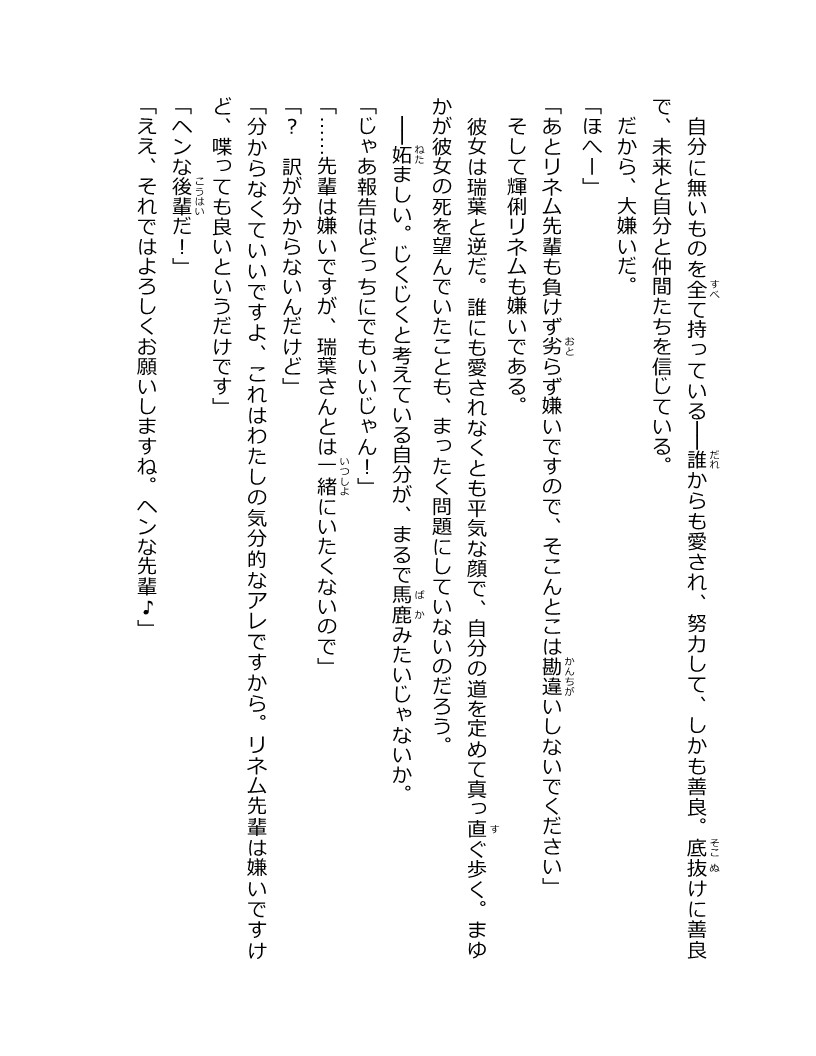 自分に無いものを全て持っている――誰からも愛され、努力して、しかも善良。底抜けに善良
で、未来と自分と仲間たちを信じている。
　だから、大嫌いだ。
「ほへー」
「あとリネム先輩も負けず劣らず嫌いですので、そこんとこは勘違いしないでください」
　そして輝俐リネムも嫌いである。
　彼女は瑞葉と逆だ。誰にも愛されなくとも平気な顔で、自分の道を定めて真っ直ぐ歩く。まゆ
かが彼女の死を望んでいたことも、まったく問題にしていないのだろう。
　――妬ましい。じくじくと考えている自分が、まるで馬鹿みたいじゃないか。
「じゃあ報告はどっちにでもいいじゃん！」
「……先輩は嫌いですが、瑞葉さんとは一緒にいたくないので」
「？　訳が分からないんだけど」
「分からなくていいですよ、これはわたしの気分的なアレですから。リネム先輩は嫌いですけ
ど、喋っても良いというだけです」
「ヘンな後輩だ！」
「ええ、それではよろしくお願いしますね。ヘンな先輩♪」